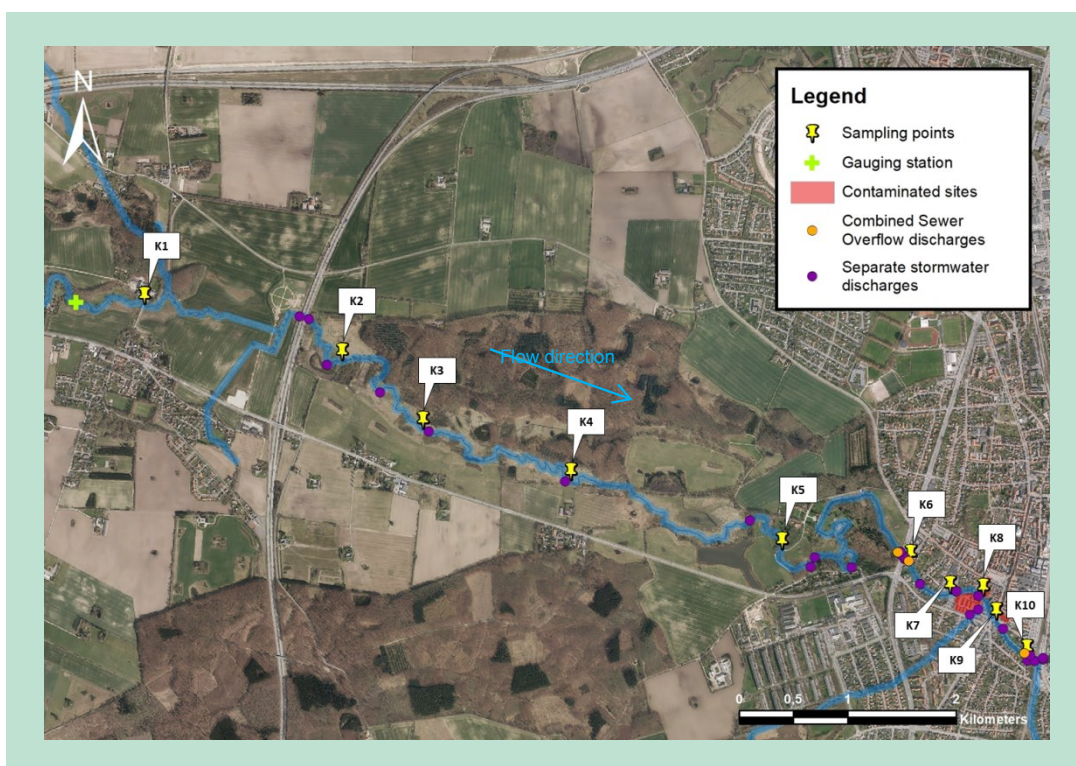 N
Legend
Sampling points
Gauging station
Contaminated sites
Combined Sewer
Overflow discharges
Separate stormwater
discharges
K1
K2
Flow direction
K3
K4
K5
K6
K8
K7
K10
K9
0 0,5 1 2
Kilometers